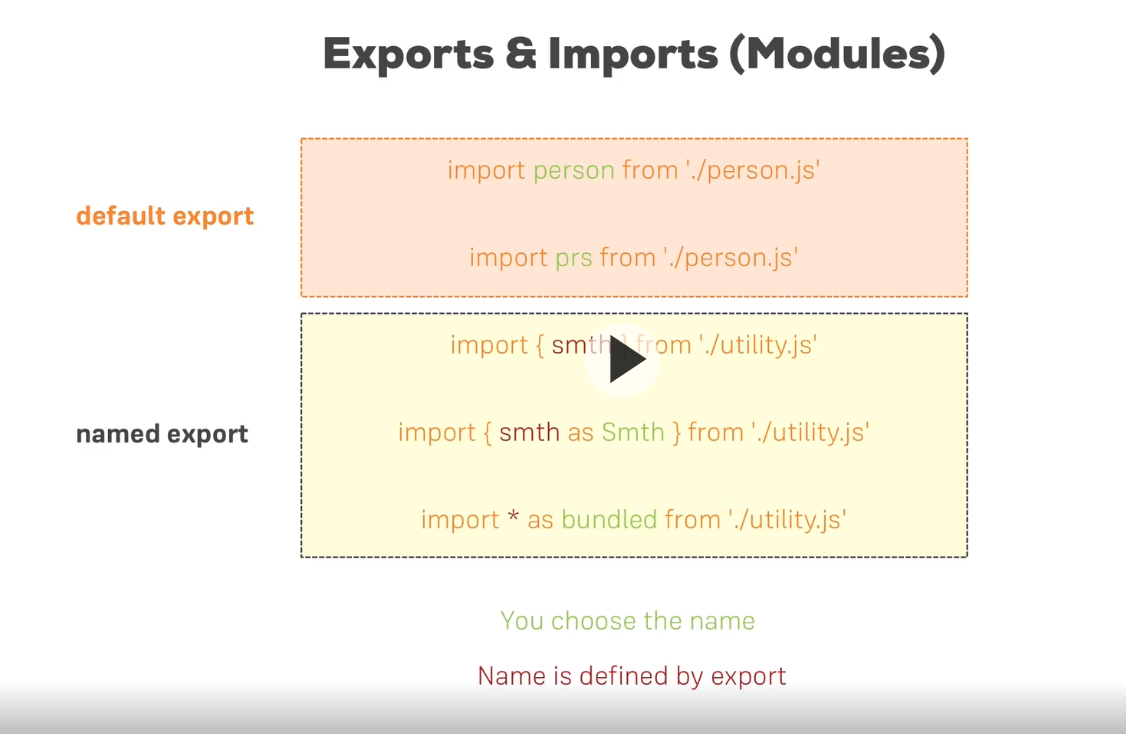 Exports & Imports (Modules)
default export
import person from './person.js'
import prs from './person.js'
named export
import { smth } from './utility.js'
import { smth as Smth } from './utility.js'
import * as bundled from './utility.js'
You choose the name
Name is defined by export